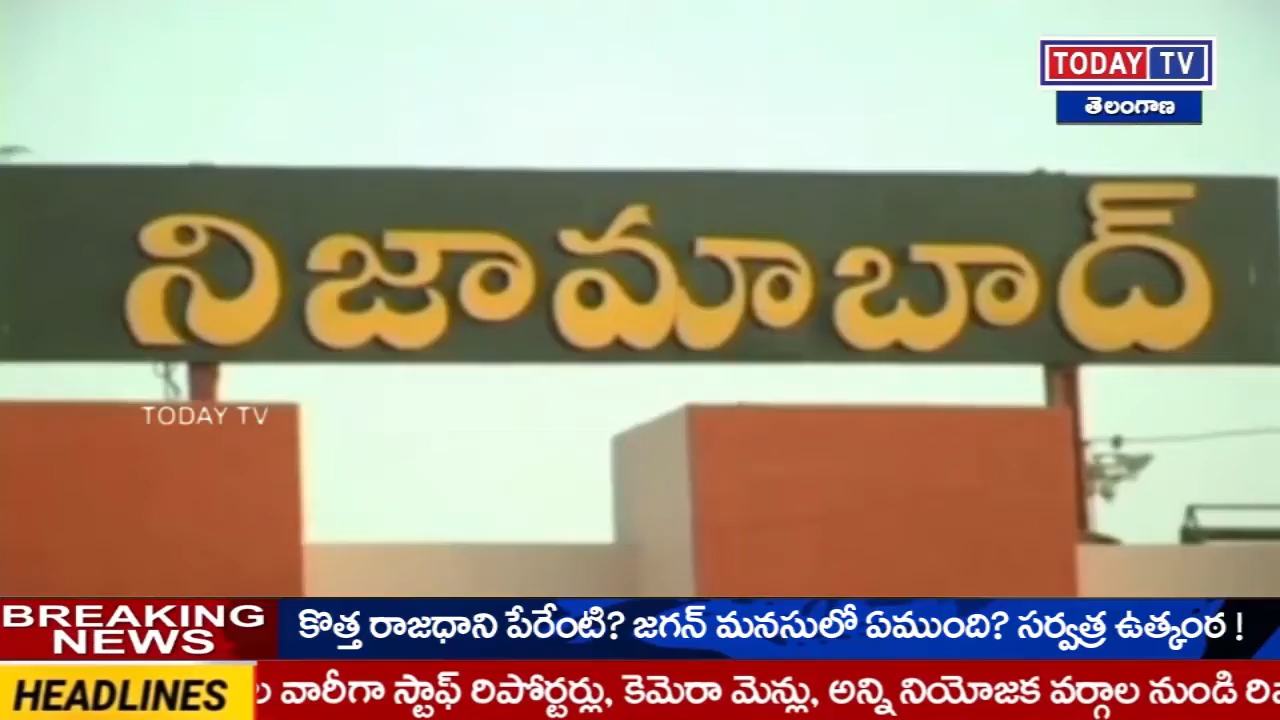 TODAY TV
తెలంగాణ
నిజామాబాద్
TODAY TV
BREAKING NEWS
కొత్త రాజధాని పేరేంటి? జగన్ మనసులో ఏముంది? సర్వత్ర ఉత్కంఠ !
HEADLINES
వారీగా స్టాఫ్ రిపోర్టర్లు, కెమెరా మెన్లు, అన్ని నియోజక వర్గాల నుండి